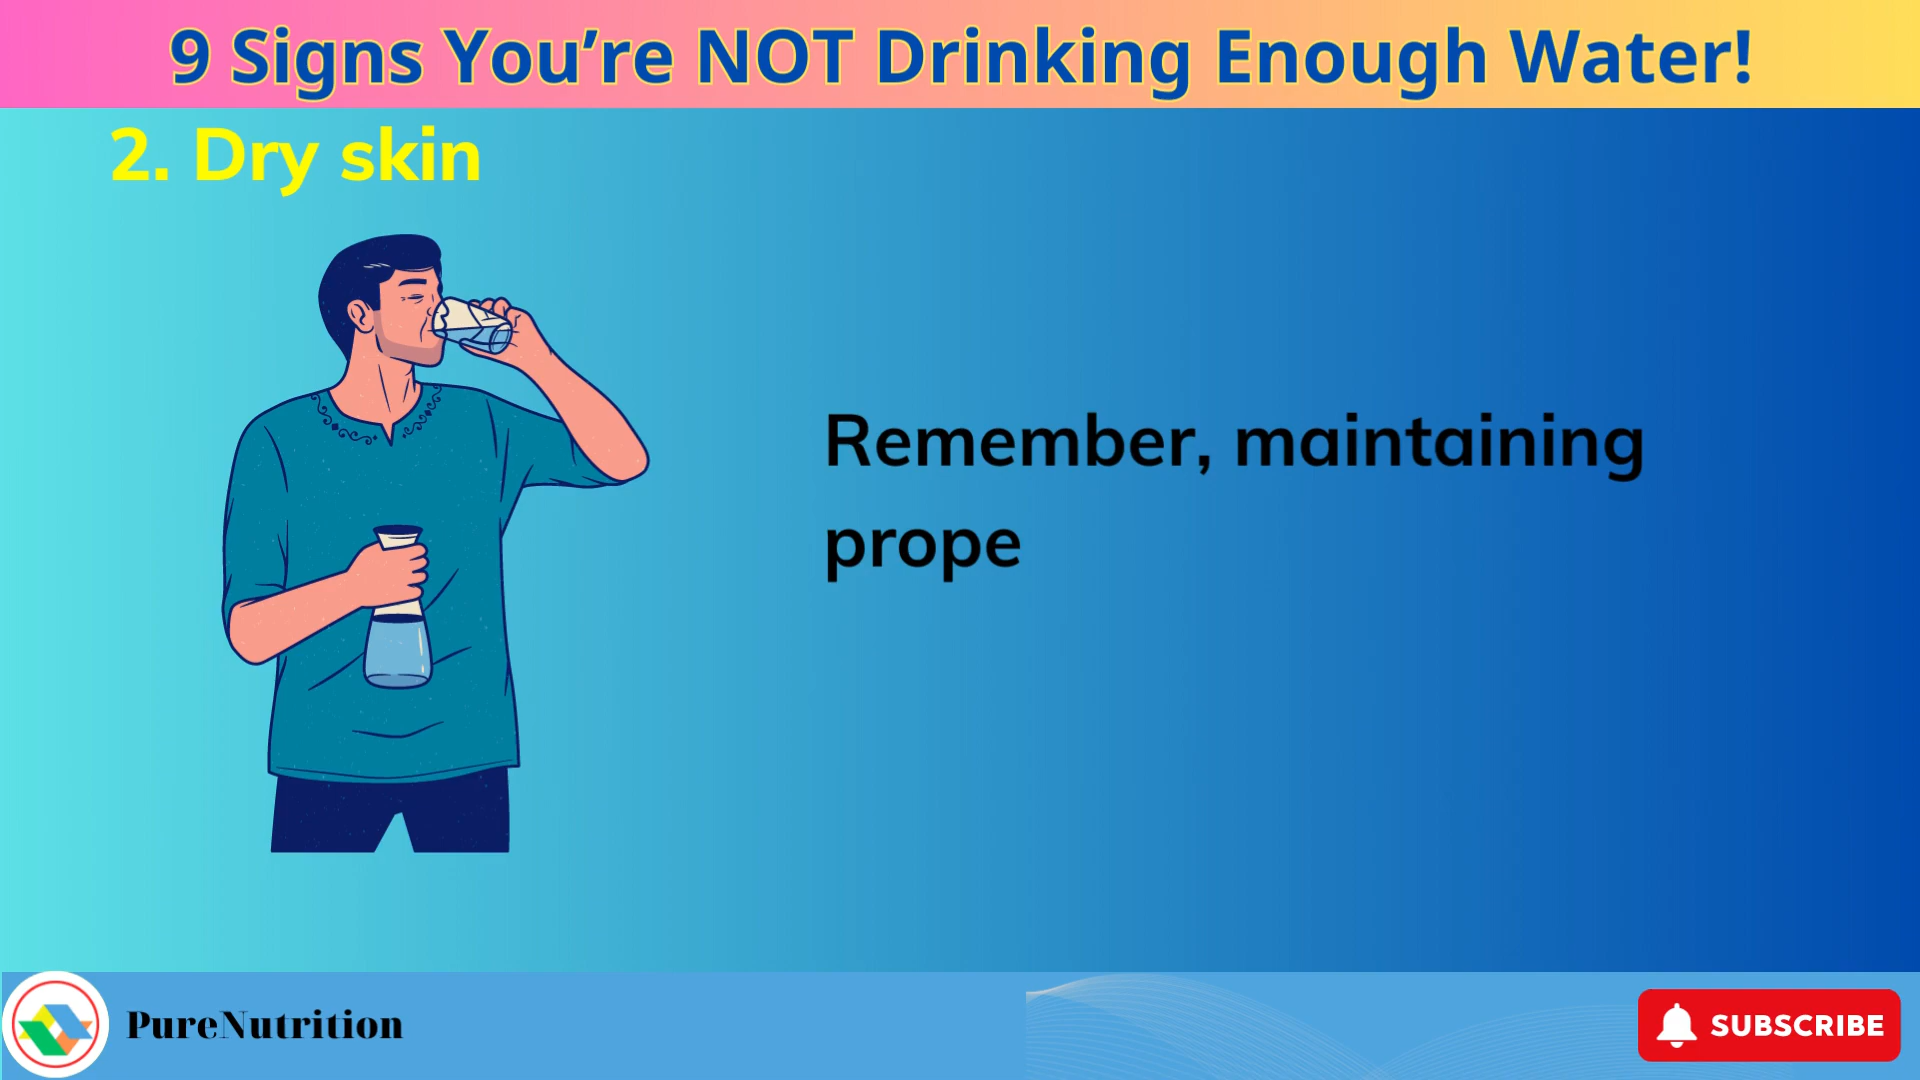 9 Signs You’re NOT Drinking Enough Water!
2. Dry skin
Remember, maintaining
prope
PureNutrition
SUBSCRIBE